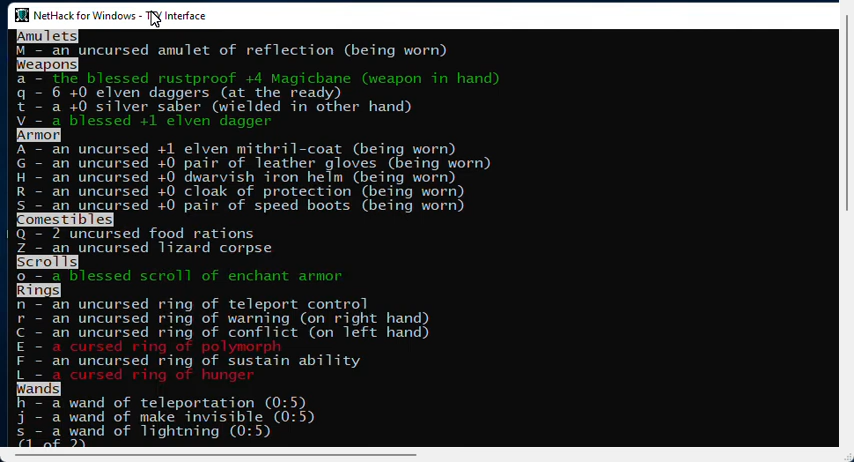 NetHack for Windows - TTY Interface
Amulets
M - an uncursed amulet of reflection (being worn)
Weapons
a - the blessed rustproof +4 Magicbane (weapon in hand)
q - 6 +0 elven daggers (at the ready)
t - a +0 silver saber (wielded in other hand)
V - a blessed +1 elven dagger
Armor
A - an uncursed +1 elven mithril-coat (being worn)
G - an uncursed +0 pair of leather gloves (being worn)
H - an uncursed +0 dwarvish iron helm (being worn)
R - an uncursed +0 cloak of protection (being worn)
S - an uncursed +0 pair of speed boots (being worn)
Comestibles
Q - 2 uncursed food rations
Z - an uncursed lizard corpse
Scrolls
o - a blessed scroll of enchant armor
Rings
n - an uncursed ring of teleport control
r - an uncursed ring of warning (on right hand)
C - an uncursed ring of conflict (on left hand)
E - a cursed ring of polymorph
F - an uncursed ring of sustain ability
L - a cursed ring of hunger
Wands
h - a wand of teleportation (0:5)
j - a wand of make invisible (0:5)
s - a wand of lightning (0:5)
(1 of 2)